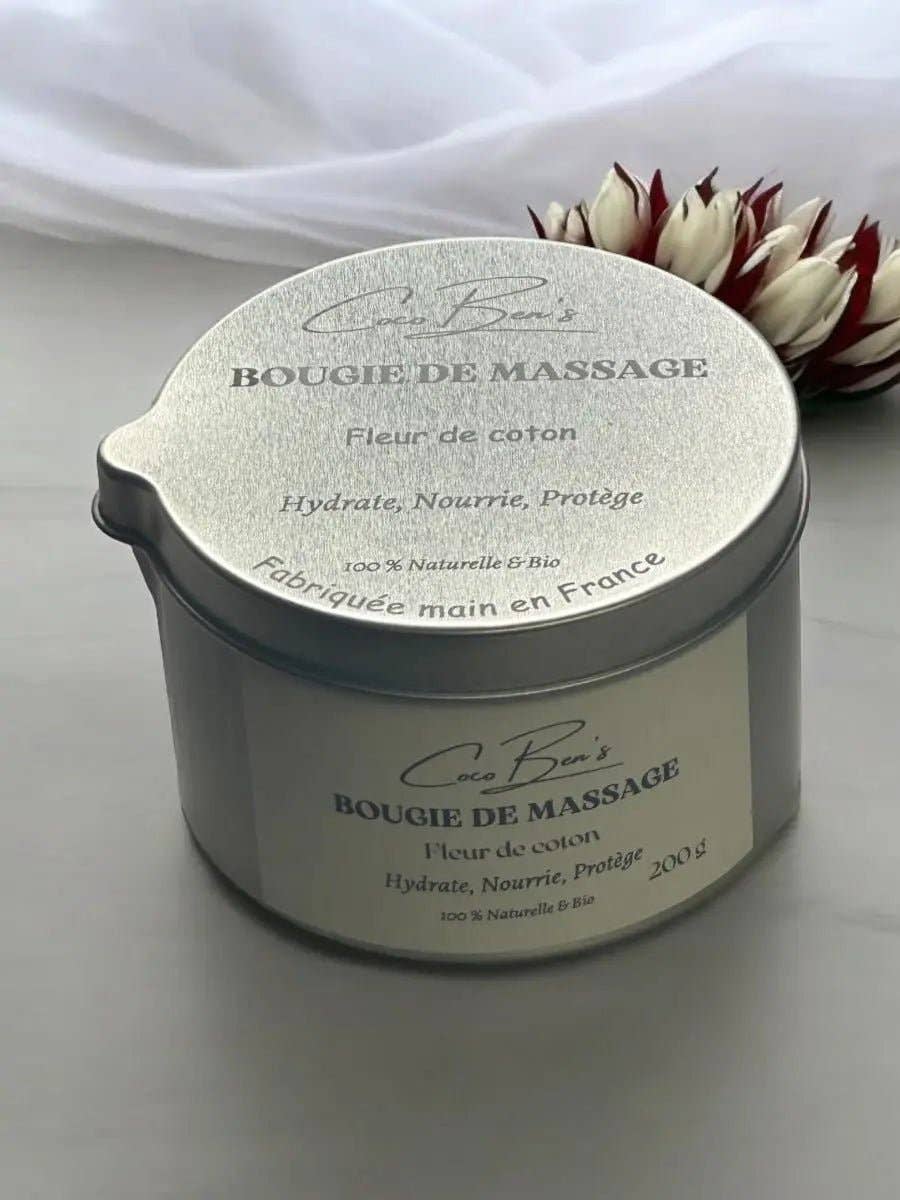 Coco Ben's
BOUGIE DE MASSAGE
Fleur de coton
Hydrate, Nourrie, Protège
100 % Naturelle & Bio
Fabriquée main en France
Coco Ben's
BOUGIE DE MASSAGE
Fleur de coton
Hydrate, Nourrie, Protège
200 g
100 % Naturelle & Bio